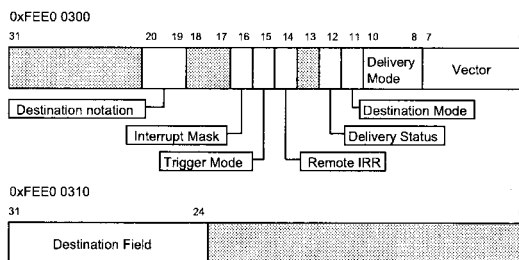 0xFEE0 0300
31 20 19 18 17 16 15 14 13 12 11 10 8 7
Delivery Mode Vector
Destination notation
Destination Mode
Interrupt Mask
Delivery Status
Trigger Mode
Remote IRR
0xFEE0 0310
31 24
Destination Field